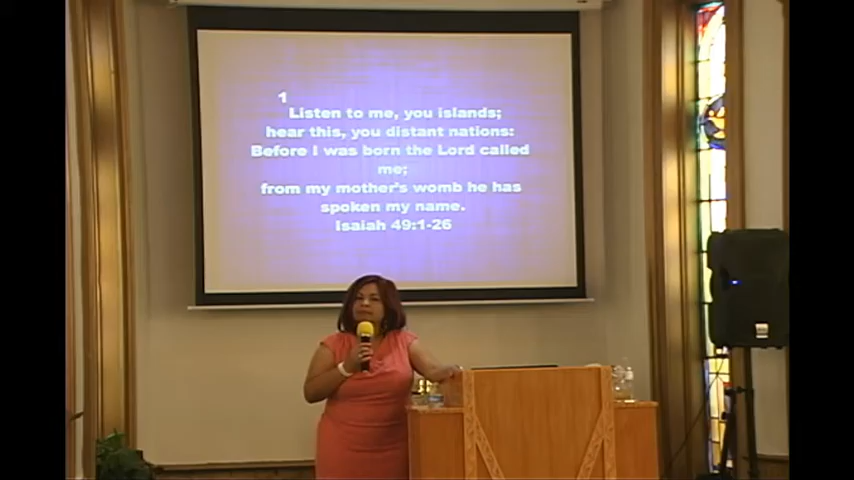 1
Listen to me, you islands;
hear this, you distant nations:
Before I was born the Lord called
me;
from my mother's womb he has
spoken my name.
Isaiah 49:1-26